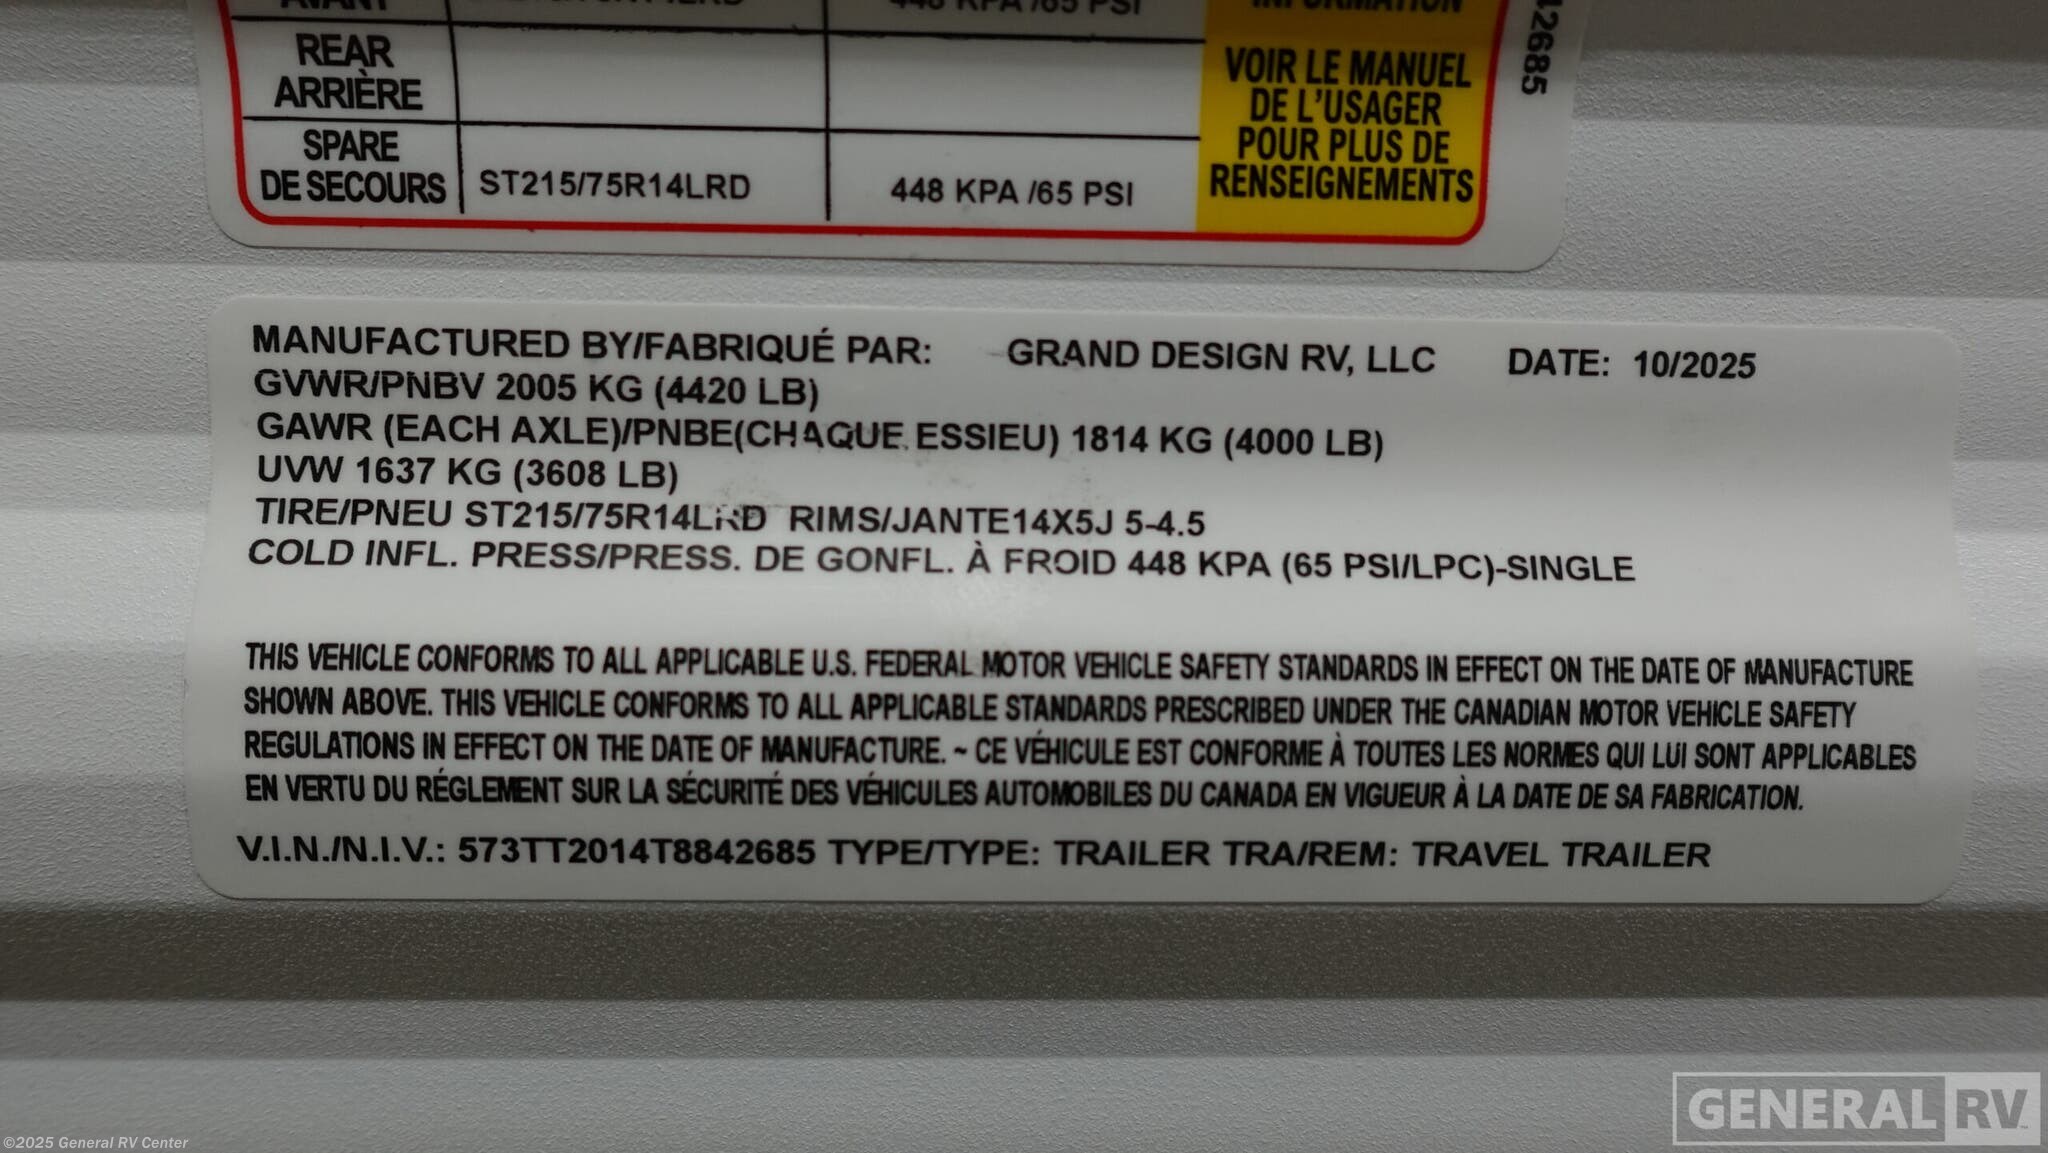 AVANT 448 KPA /65 PSI INFORMATION
REAR
ARRIÈRE
SPARE
DE SECOURS ST215/75R14LRD 448 KPA /65 PSI
VOIR LE MANUEL
DE L'USAGER
POUR PLUS DE
RENSEIGNEMENTS
42685
MANUFACTURED BY/FABRIQUÉ PAR: GRAND DESIGN RV, LLC DATE: 10/2025
GVWR/PNBV 2005 KG (4420 LB)
GAWR (EACH AXLE)/PNBE(CHAQUE ESSIEU) 1814 KG (4000 LB)
UVW 1637 KG (3608 LB)
TIRE/PNEU ST215/75R14LRD RIMS/JANTE14X5J 5-4.5
COLD INFL. PRESS/PRESS. DE GONFL. À FROID 448 KPA (65 PSI/LPC)-SINGLE
THIS VEHICLE CONFORMS TO ALL APPLICABLE U.S. FEDERAL MOTOR VEHICLE SAFETY STANDARDS IN EFFECT ON THE DATE OF MANUFACTURE
SHOWN ABOVE. THIS VEHICLE CONFORMS TO ALL APPLICABLE STANDARDS PRESCRIBED UNDER THE CANADIAN MOTOR VEHICLE SAFETY
REGULATIONS IN EFFECT ON THE DATE OF MANUFACTURE. ~ CE VÉHICULE EST CONFORME À TOUTES LES NORMES QUI LUI SONT APPLICABLES
EN VERTU DU RÉGLEMENT SUR LA SÉCURITÉ DES VÉHICULES AUTOMOBILES DU CANADA EN VIGUEUR À LA DATE DE SA FABRICATION.
V.I.N./N.I.V.: 573TT2014T8842685 TYPE/TYPE: TRAILER TRA/REM: TRAVEL TRAILER
GENERAL RV
©2025 General RV Center